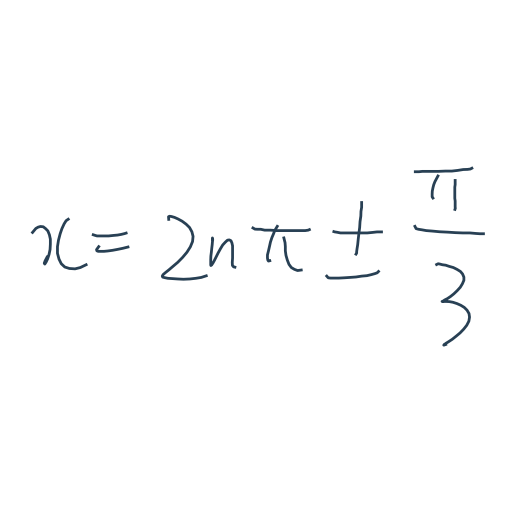 x = 2nπ ± π/3